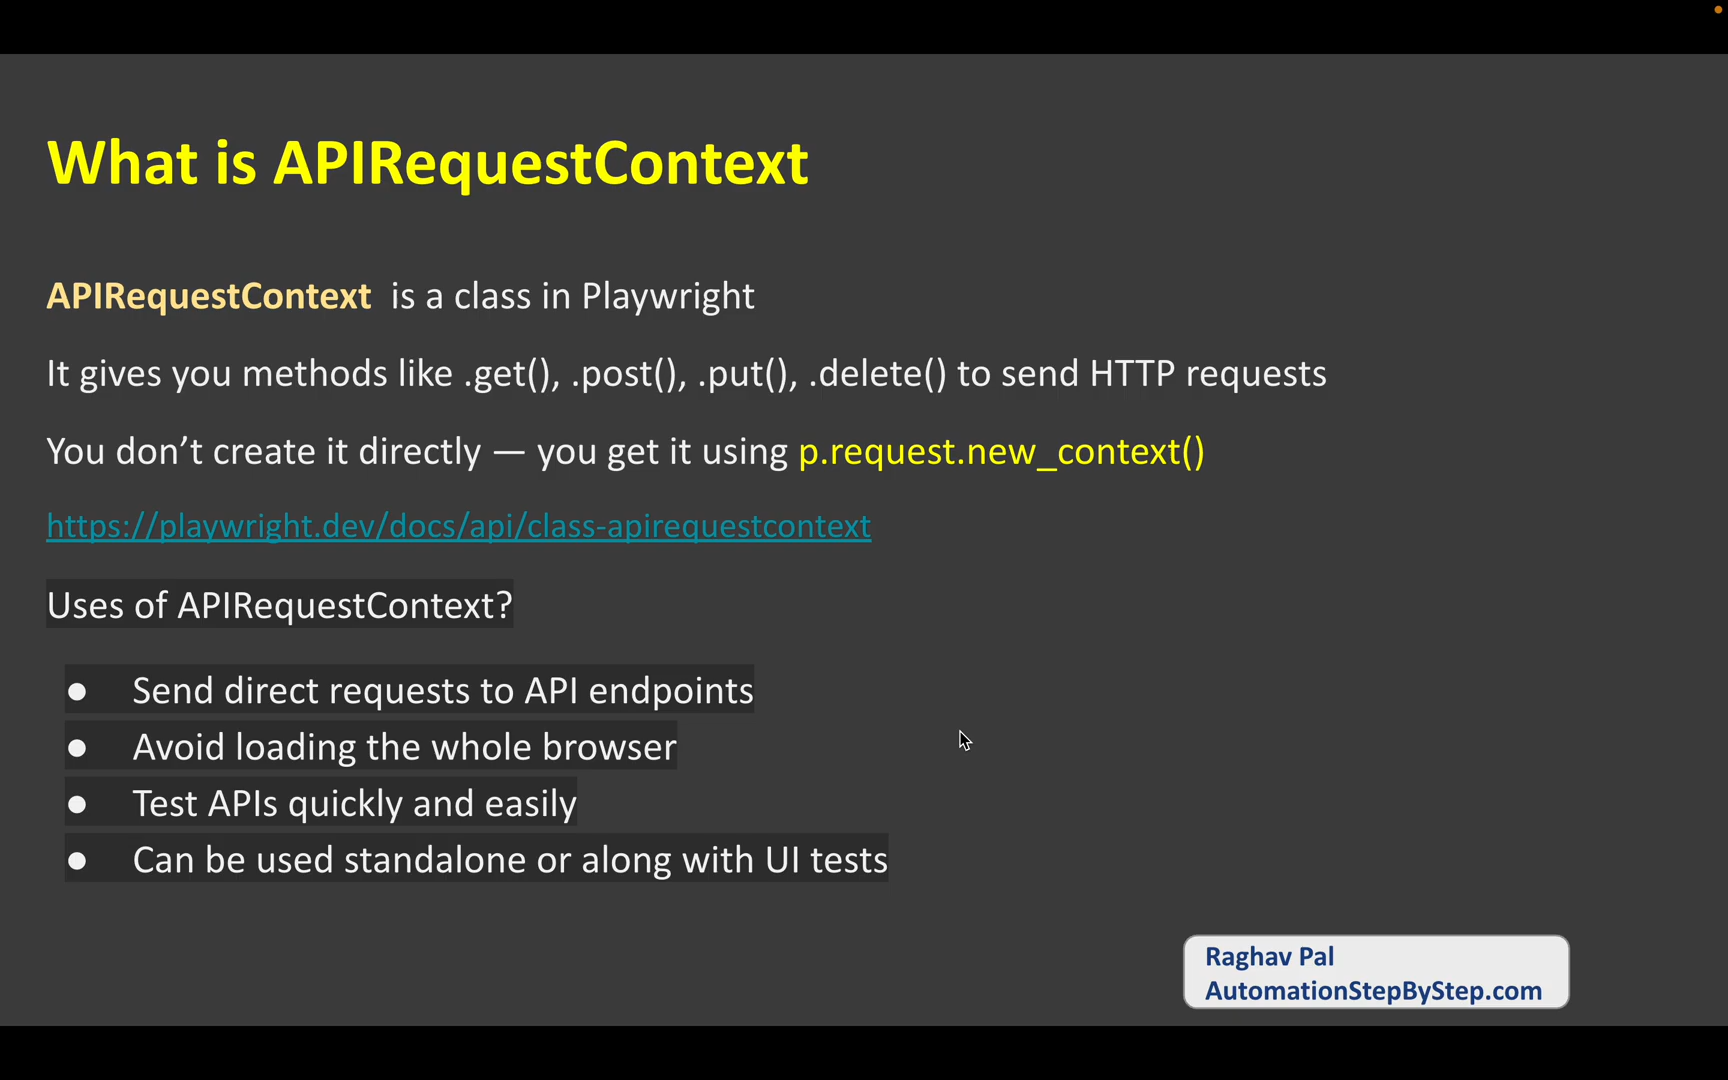 What is APIRequestContext
APIRequestContext is a class in Playwright
It gives you methods like .get(), .post(), .put(), .delete() to send HTTP requests
You don’t create it directly — you get it using p.request.new_context()
https://playwright.dev/docs/api/class-apirequestcontext
Uses of APIRequestContext?
● Send direct requests to API endpoints
● Avoid loading the whole browser
● Test APIs quickly and easily
● Can be used standalone or along with UI tests
Raghav Pal
AutomationStepByStep.com